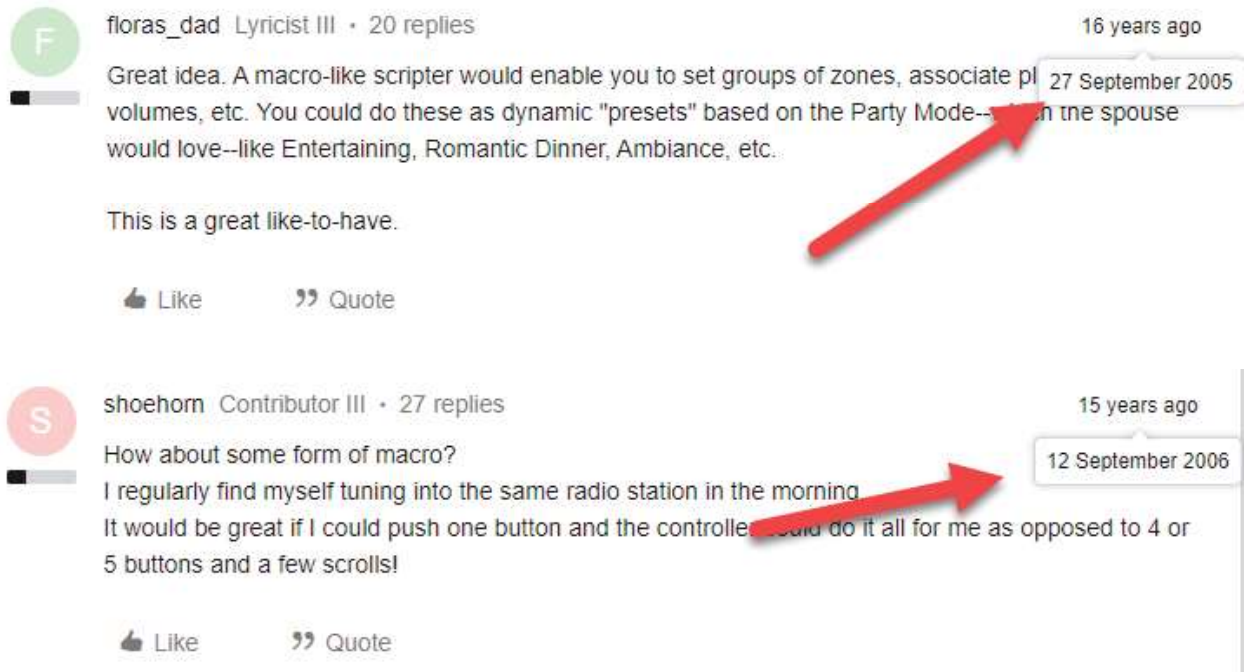 F
floras_dad Lyricist III • 20 replies
16 years ago
Great idea. A macro-like scripter would enable you to set groups of zones, associate pl
27 September 2005
volumes, etc. You could do these as dynamic "presets" based on the Party Mode-- the spouse
would love--like Entertaining, Romantic Dinner, Ambiance, etc.
This is a great like-to-have.
Like
Quote
S
shoehorn Contributor III • 27 replies
15 years ago
How about some form of macro?
12 September 2006
I regularly find myself tuning into the same radio station in the morning
It would be great if I could push one button and the controlle do it all for me as opposed to 4 or
5 buttons and a few scrolls!
Like
Quote